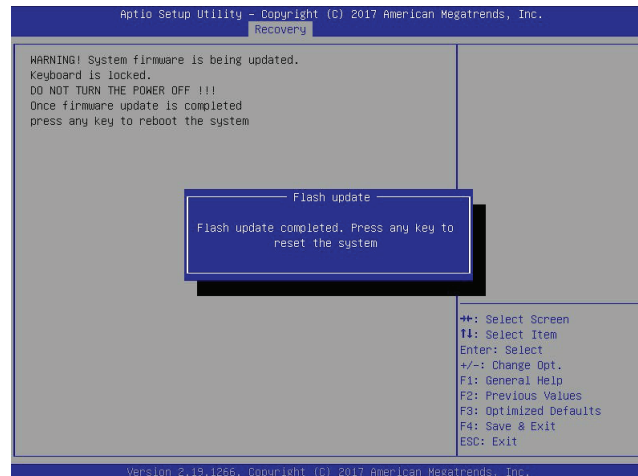 Aptio Setup Utility – Copyright (C) 2017 American Megatrends, Inc.
Recovery
WARNING! System firmware is being updated.
Keyboard is locked.
DO NOT TURN THE POWER OFF !!!
Once firmware update is completed
press any key to reboot the system
Flash update
Flash update completed. Press any key to
reset the system
→←: Select Screen
↑↓: Select Item
Enter: Select
+/-: Change Opt.
F1: General Help
F2: Previous Values
F3: Optimized Defaults
F4: Save & Exit
ESC: Exit
Version 2.19.1266. Copyright (C) 2017 American Megatrends, Inc.